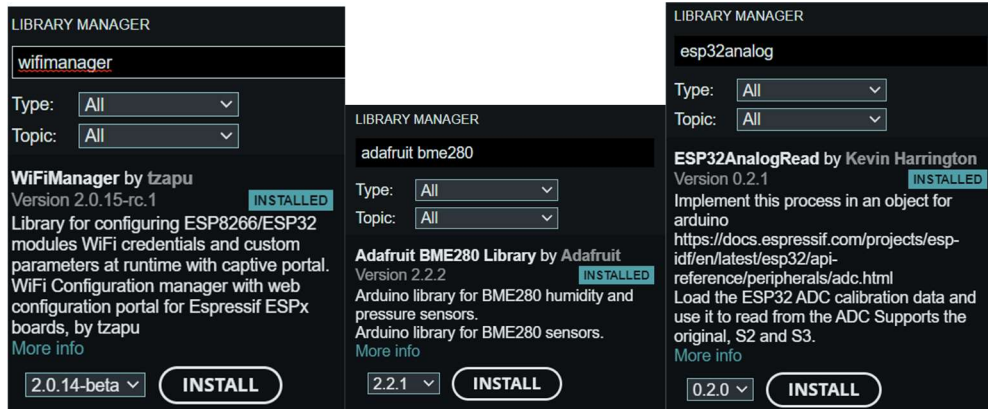 LIBRARY MANAGER
wifimanager
Type: All
Topic: All
WiFiManager by tzapu
Version 2.0.15-rc.1 INSTALLED
Library for configuring ESP8266/ESP32
modules WiFi credentials and custom
parameters at runtime with captive portal.
WiFi Configuration manager with web
configuration portal for Espressif ESPx
boards, by tzapu
More info
2.0.14-beta INSTALL
LIBRARY MANAGER
adafruit bme280
Type: All
Topic: All
Adafruit BME280 Library by Adafruit
Version 2.2.2 INSTALLED
Arduino library for BME280 humidity and
pressure sensors.
Arduino library for BME280 sensors.
More info
2.2.1 INSTALL
LIBRARY MANAGER
esp32analog
Type: All
Topic: All
ESP32AnalogRead by Kevin Harrington
Version 0.2.1 INSTALLED
Implement this process in an object for
arduino
https://docs.espressif.com/projects/esp-
idf/en/latest/esp32/api-
reference/peripherals/adc.html
Load the ESP32 ADC calibration data and
use it to read from the ADC Supports the
original, S2 and S3.
More info
0.2.0 INSTALL